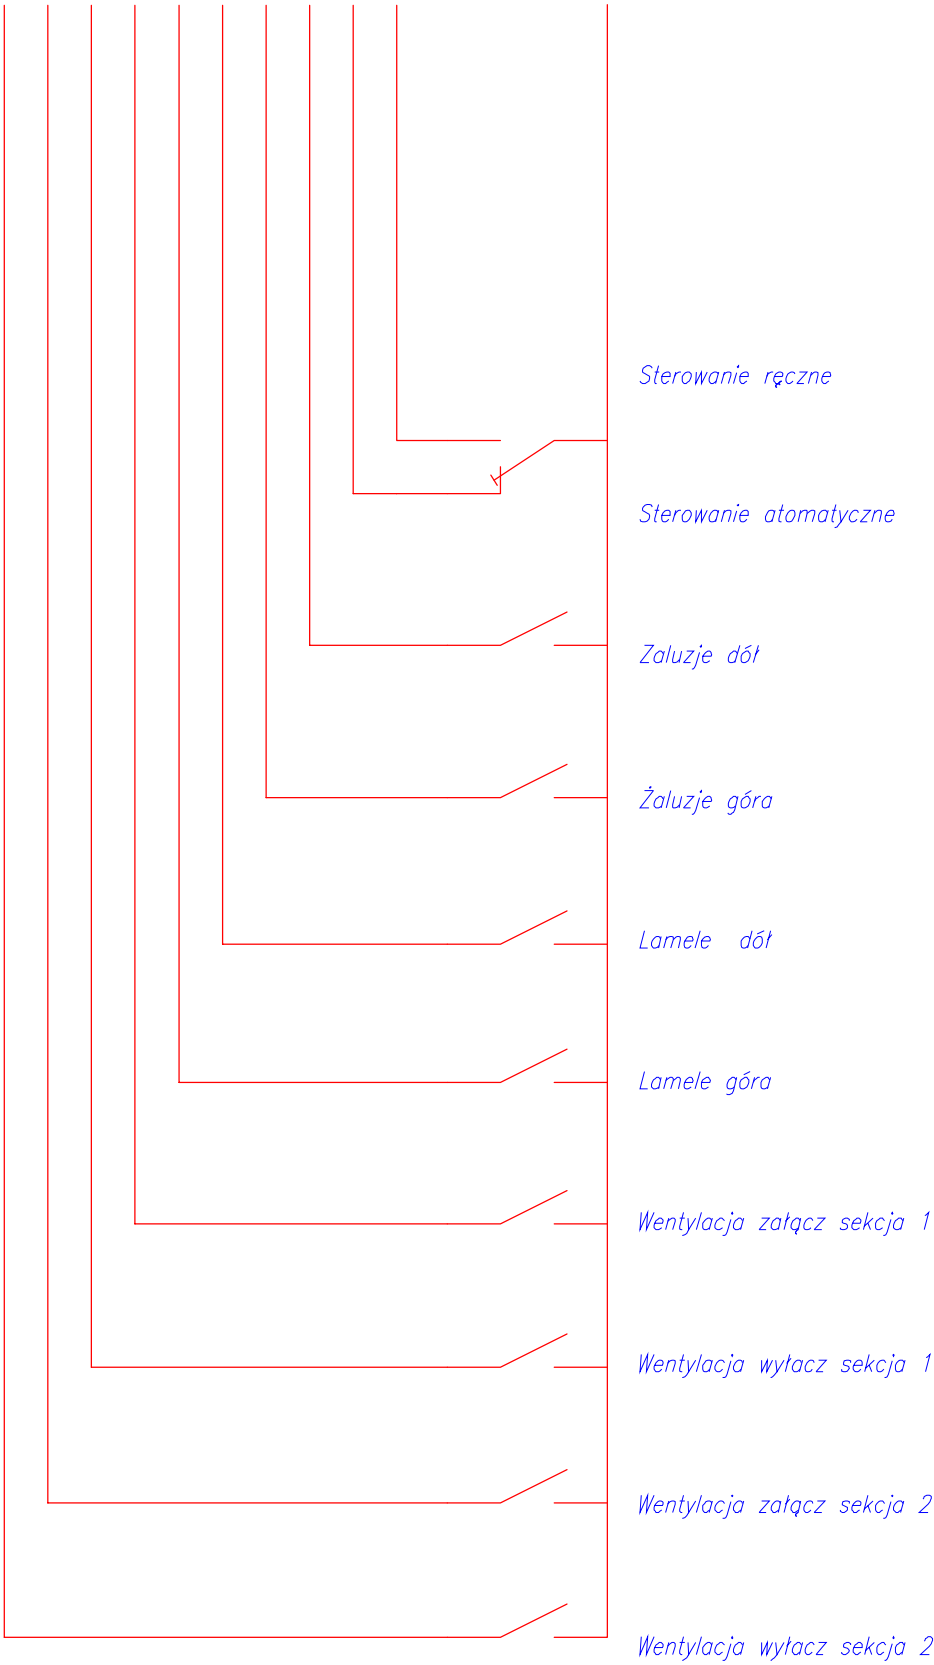 Sterowanie ręczne
Sterowanie atomatyczne
Zaluzje dół
Żaluzje góra
Lamele dół
Lamele góra
Wentylacja załącz sekcja 1
Wentylacja wyłacz sekcja 1
Wentylacja załącz sekcja 2
Wentylacja wyłacz sekcja 2